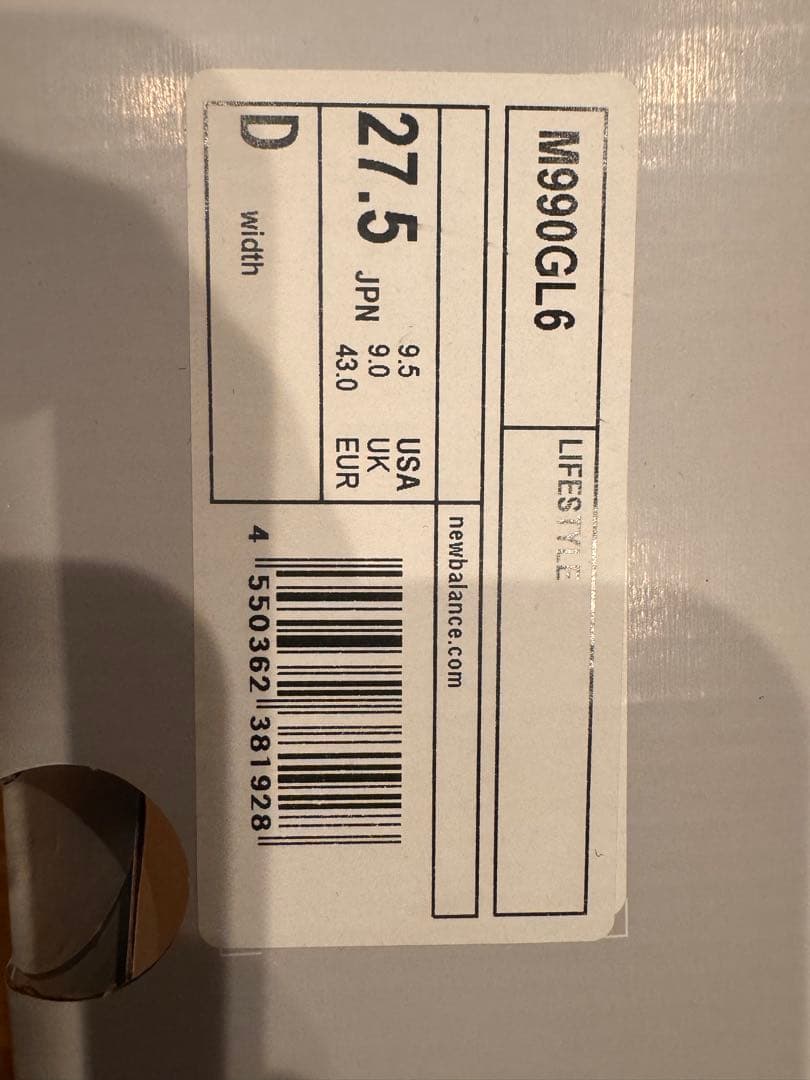 M990GL6
LIFESTYLE
newbalance.com
27.5 JPN
9.5 USA
9.0 UK
43.0 EUR
D width
4 550362 381928